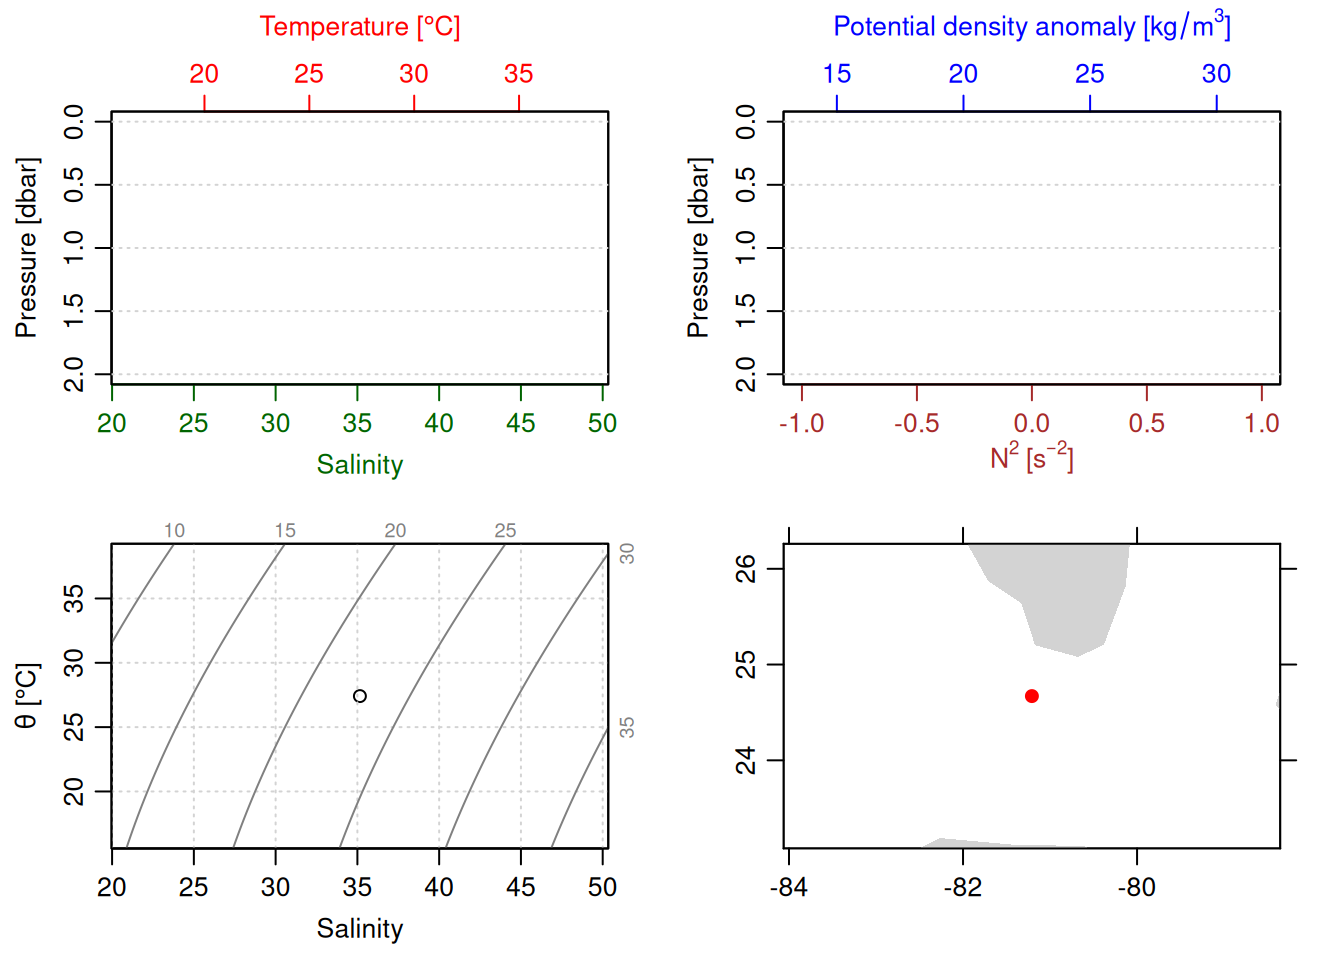 Temperature [°C]
20 25 30 35
Pressure [dbar]
0.0
0.5
1.0
1.5
2.0
20 25 30 35 40 45 50
Salinity
Potential density anomaly [kg/m³]
15 20 25 30
Pressure [dbar]
0.0
0.5
1.0
1.5
2.0
-1.0 -0.5 0.0 0.5 1.0
N² [s⁻²]
10 15 20 25
30
35
θ [°C]
35
30
25
20
20 25 30 35 40 45 50
Salinity
26
25
24
-84 -82 -80